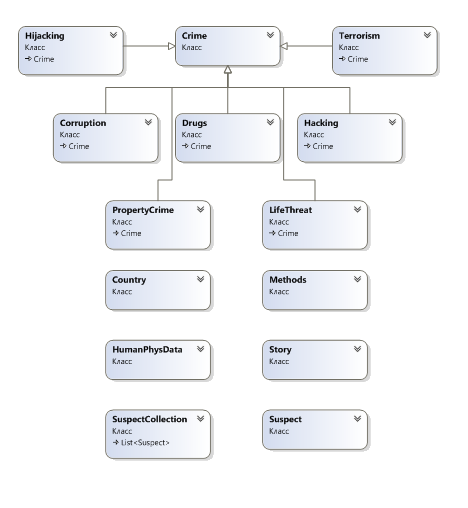 Hijacking
Класс
→ Crime
Crime
Класс
Terrorism
Класс
→ Crime
Corruption
Класс
→ Crime
Drugs
Класс
→ Crime
Hacking
Класс
→ Crime
PropertyCrime
Класс
→ Crime
LifeThreat
Класс
→ Crime
Country
Класс
Methods
Класс
HumanPhysData
Класс
Story
Класс
SuspectCollection
Класс
→ List<Suspect>
Suspect
Класс